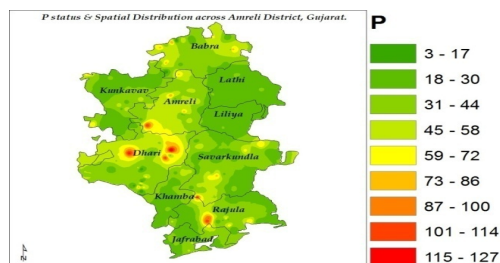 P status & Spatial Distribution across Amreli District, Gujarat.
P
Babra
3 - 17
Lathi
18 - 30
Kunkavav
Amreli
31 - 44
Liliya
45 - 58
Dhari
59 - 72
Savarkundla
73 - 86
Khamba
87 - 100
Rajula
101 - 114
Jafrabad
115 - 127